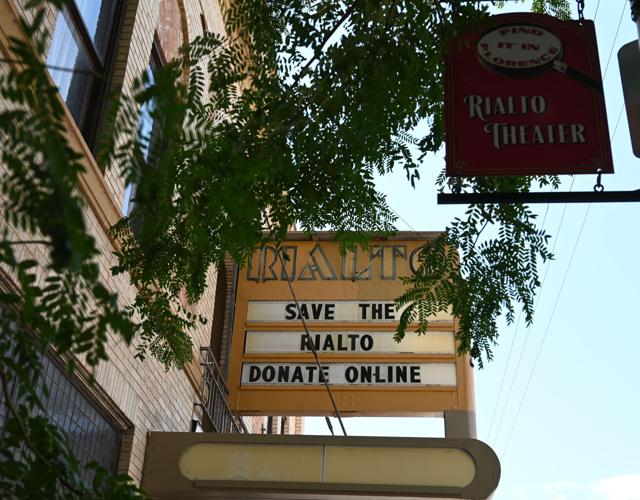 FIND
IT IN
FLORENCE
RIALTO
THEATER
RIALTO
SAVE THE
RIALTO
DONATE ONLINE